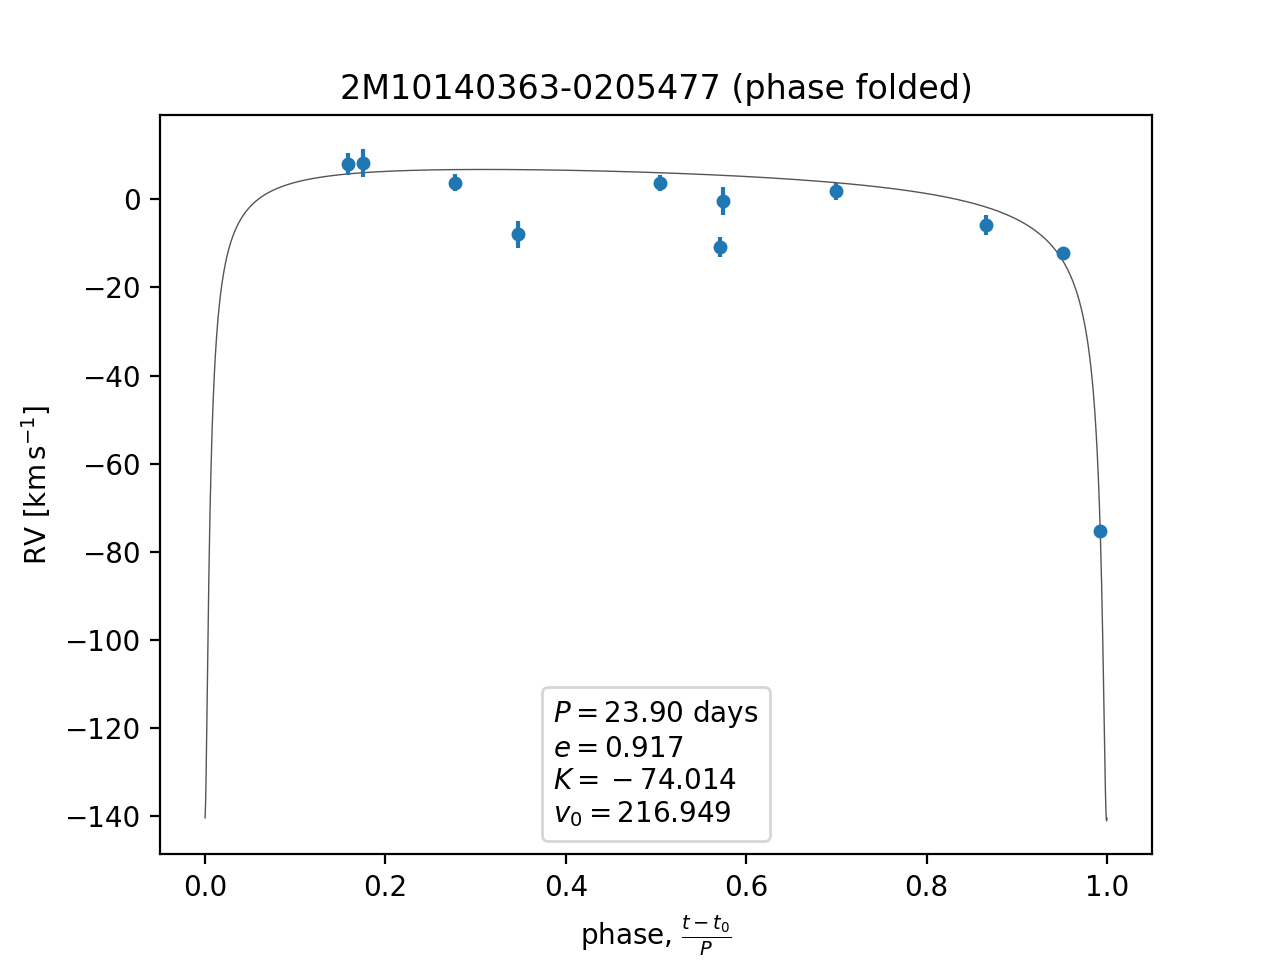 2M10140363-0205477 (phase folded)
RV [km s⁻¹]
0
−20
−40
−60
−80
−100
−120
−140
P = 23.90 days
e = 0.917
K = −74.014
v₀ = 216.949
0.0 0.2 0.4 0.6 0.8 1.0
phase, (t − t₀)/P